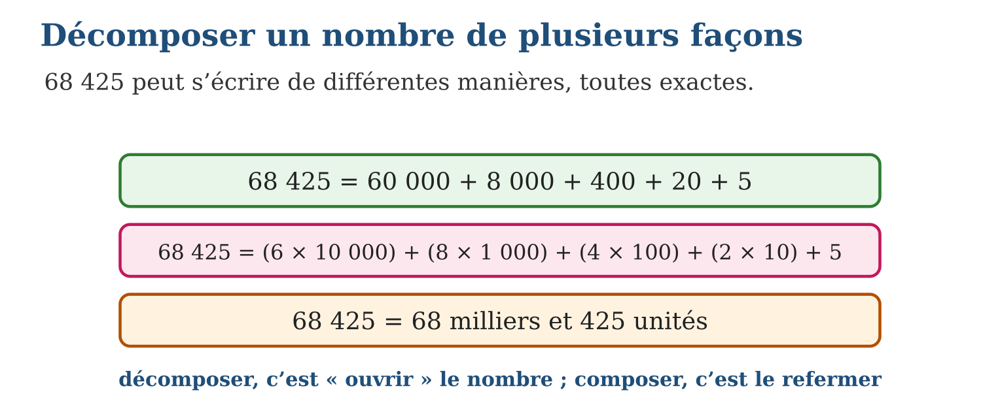 Décomposer un nombre de plusieurs façons
68 425 peut s’écrire de différentes manières, toutes exactes.
68 425 = 60 000 + 8 000 + 400 + 20 + 5
68 425 = (6 × 10 000) + (8 × 1 000) + (4 × 100) + (2 × 10) + 5
68 425 = 68 milliers et 425 unités
décomposer, c’est « ouvrir » le nombre ; composer, c’est le refermer